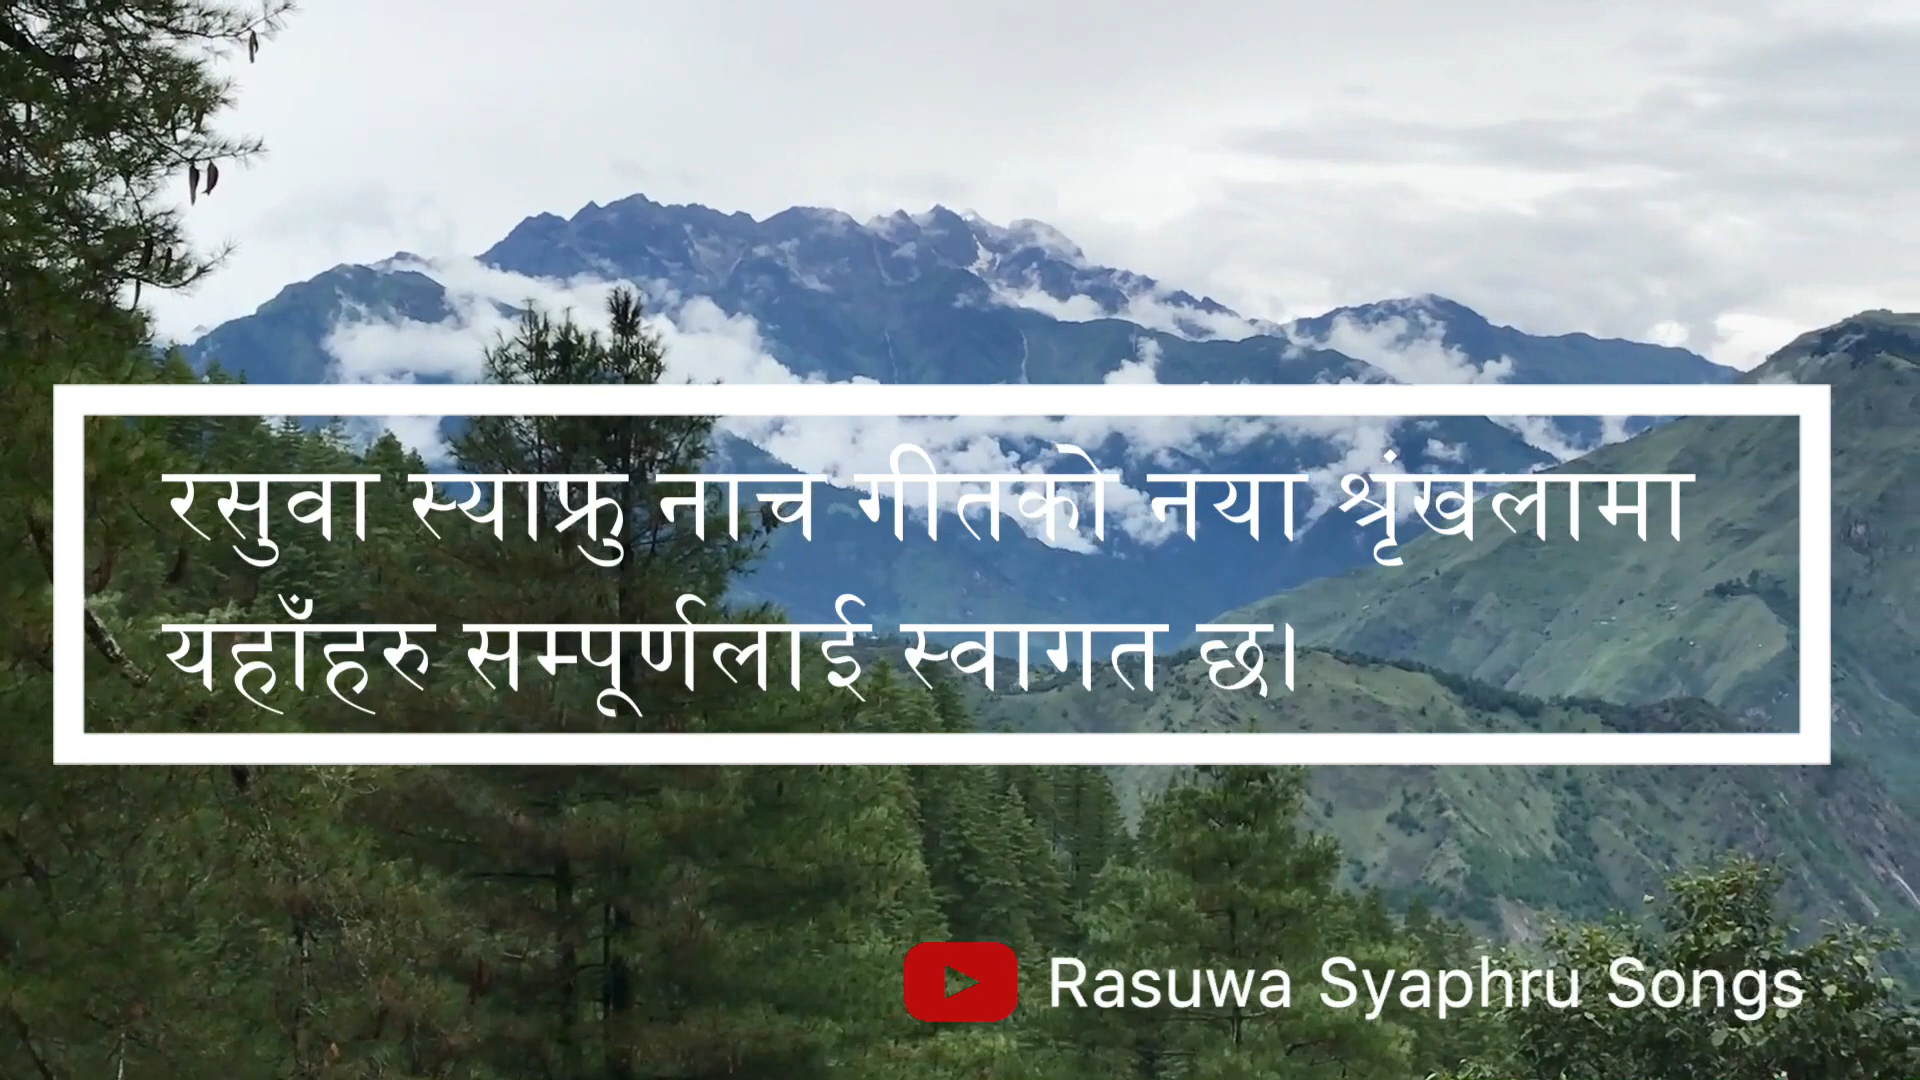 रसुवा स्याफ्रु नाच गीतको नया श्रृंखलामा
यहाँहरु सम्पूर्णलाई स्वागत छ।
Rasuwa Syaphru Songs